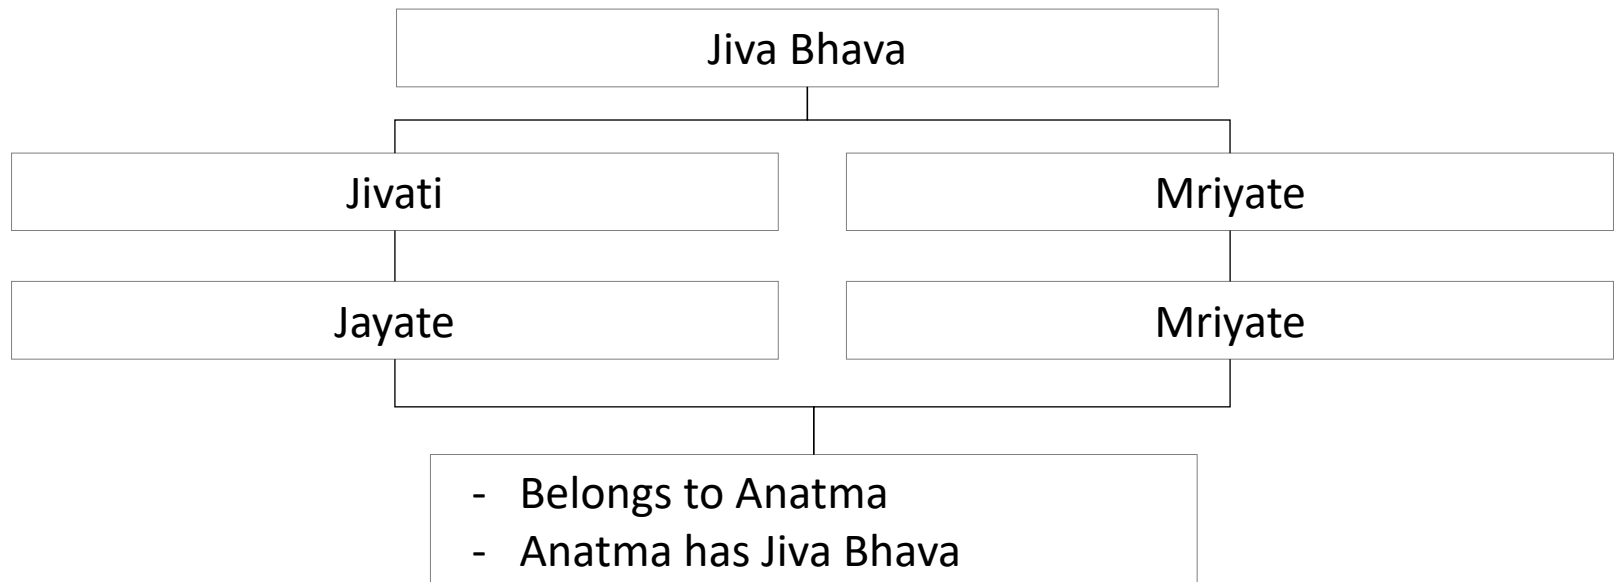 Jiva Bhava
Jivati
Mriyate
Jayate
Mriyate
- Belongs to Anatma
- Anatma has Jiva Bhava